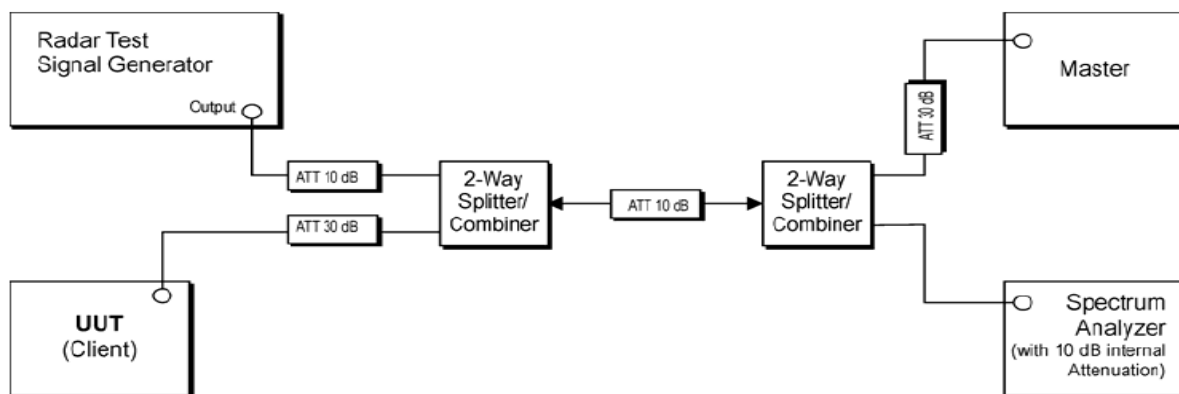 Radar Test
Signal Generator
Output
ATT 10 dB
ATT 30 dB
2-Way
Splitter/
Combiner
ATT 10 dB
2-Way
Splitter/
Combiner
ATT 30 dB
Master
UUT
(Client)
Spectrum
Analyzer
(with 10 dB internal
Attenuation)